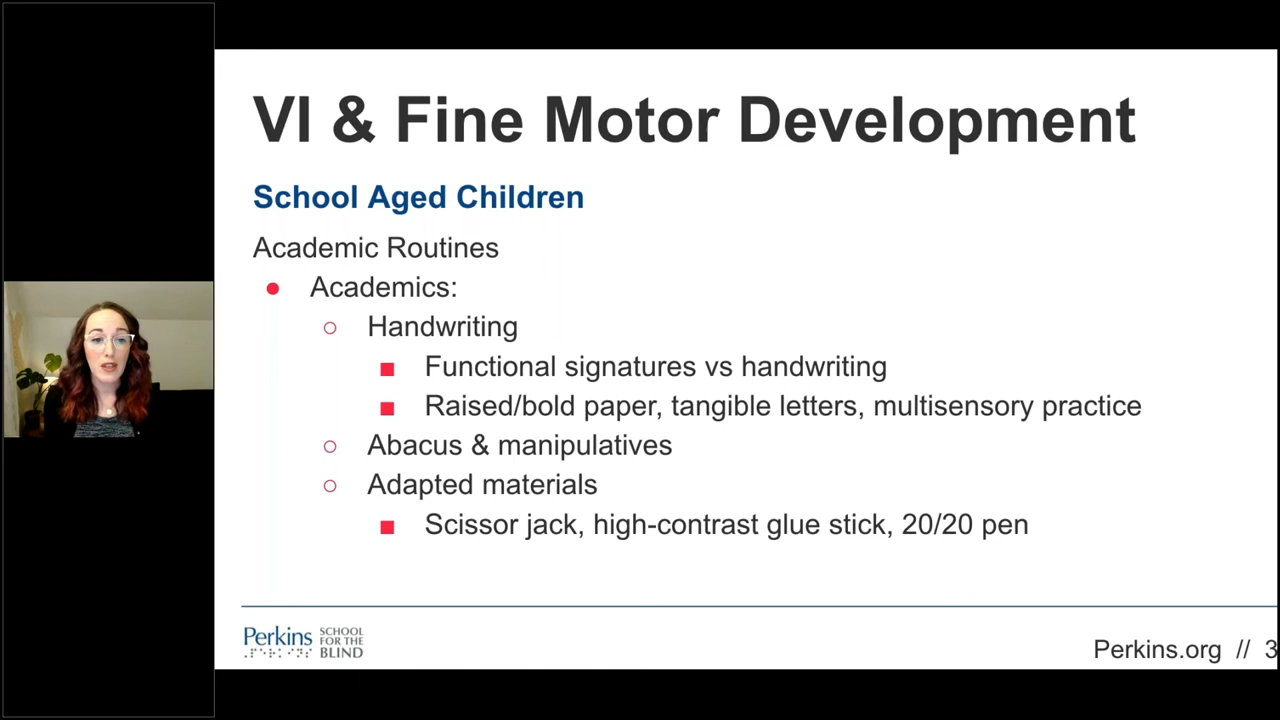 VI & Fine Motor Development
School Aged Children
Academic Routines
● Academics:
○ Handwriting
■ Functional signatures vs handwriting
■ Raised/bold paper, tangible letters, multisensory practice
○ Abacus & manipulatives
○ Adapted materials
■ Scissor jack, high-contrast glue stick, 20/20 pen
Perkins SCHOOL FOR THE BLIND
Perkins.org // 3